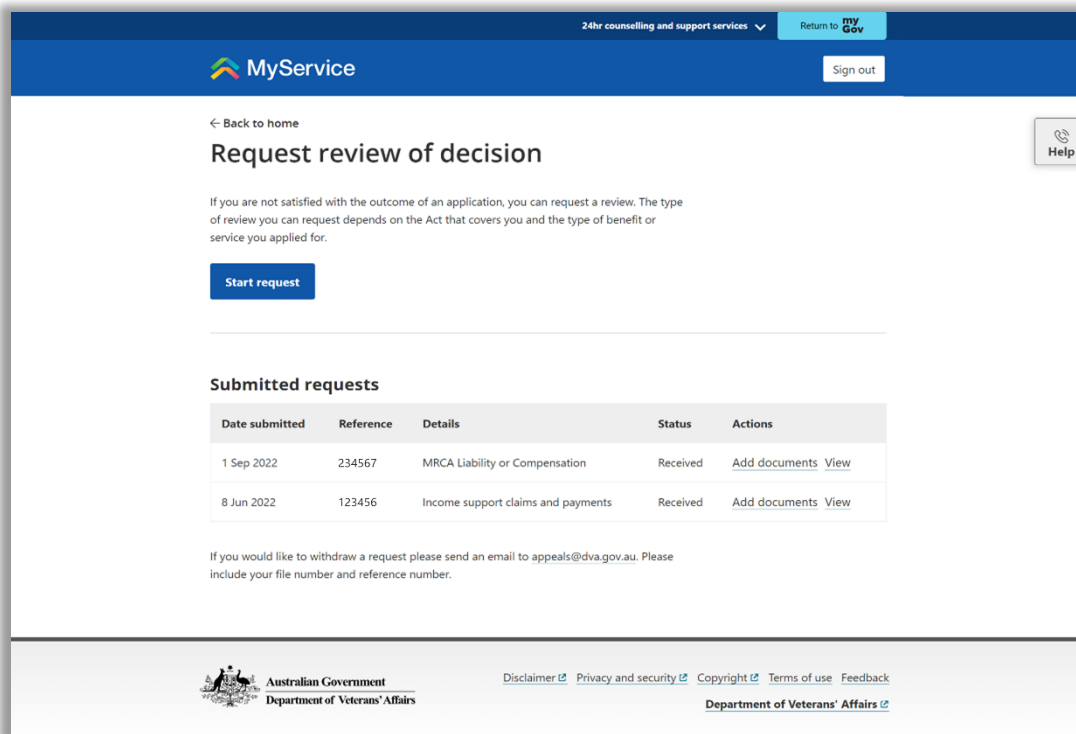 24hr counselling and support services
Return to my Gov
MyService
Sign out
← Back to home
Help
Request review of decision
If you are not satisfied with the outcome of an application, you can request a review. The type
of review you can request depends on the Act that covers you and the type of benefit or
service you applied for.
Start request
Submitted requests
Date submitted Reference Details Status Actions
1 Sep 2022 234567 MRCA Liability or Compensation Received Add documents View
8 Jun 2022 123456 Income support claims and payments Received Add documents View
If you would like to withdraw a request please send an email to appeals@dva.gov.au. Please
include your file number and reference number.
Australian Government
Department of Veterans' Affairs
Disclaimer Privacy and security Copyright Terms of use Feedback
Department of Veterans' Affairs